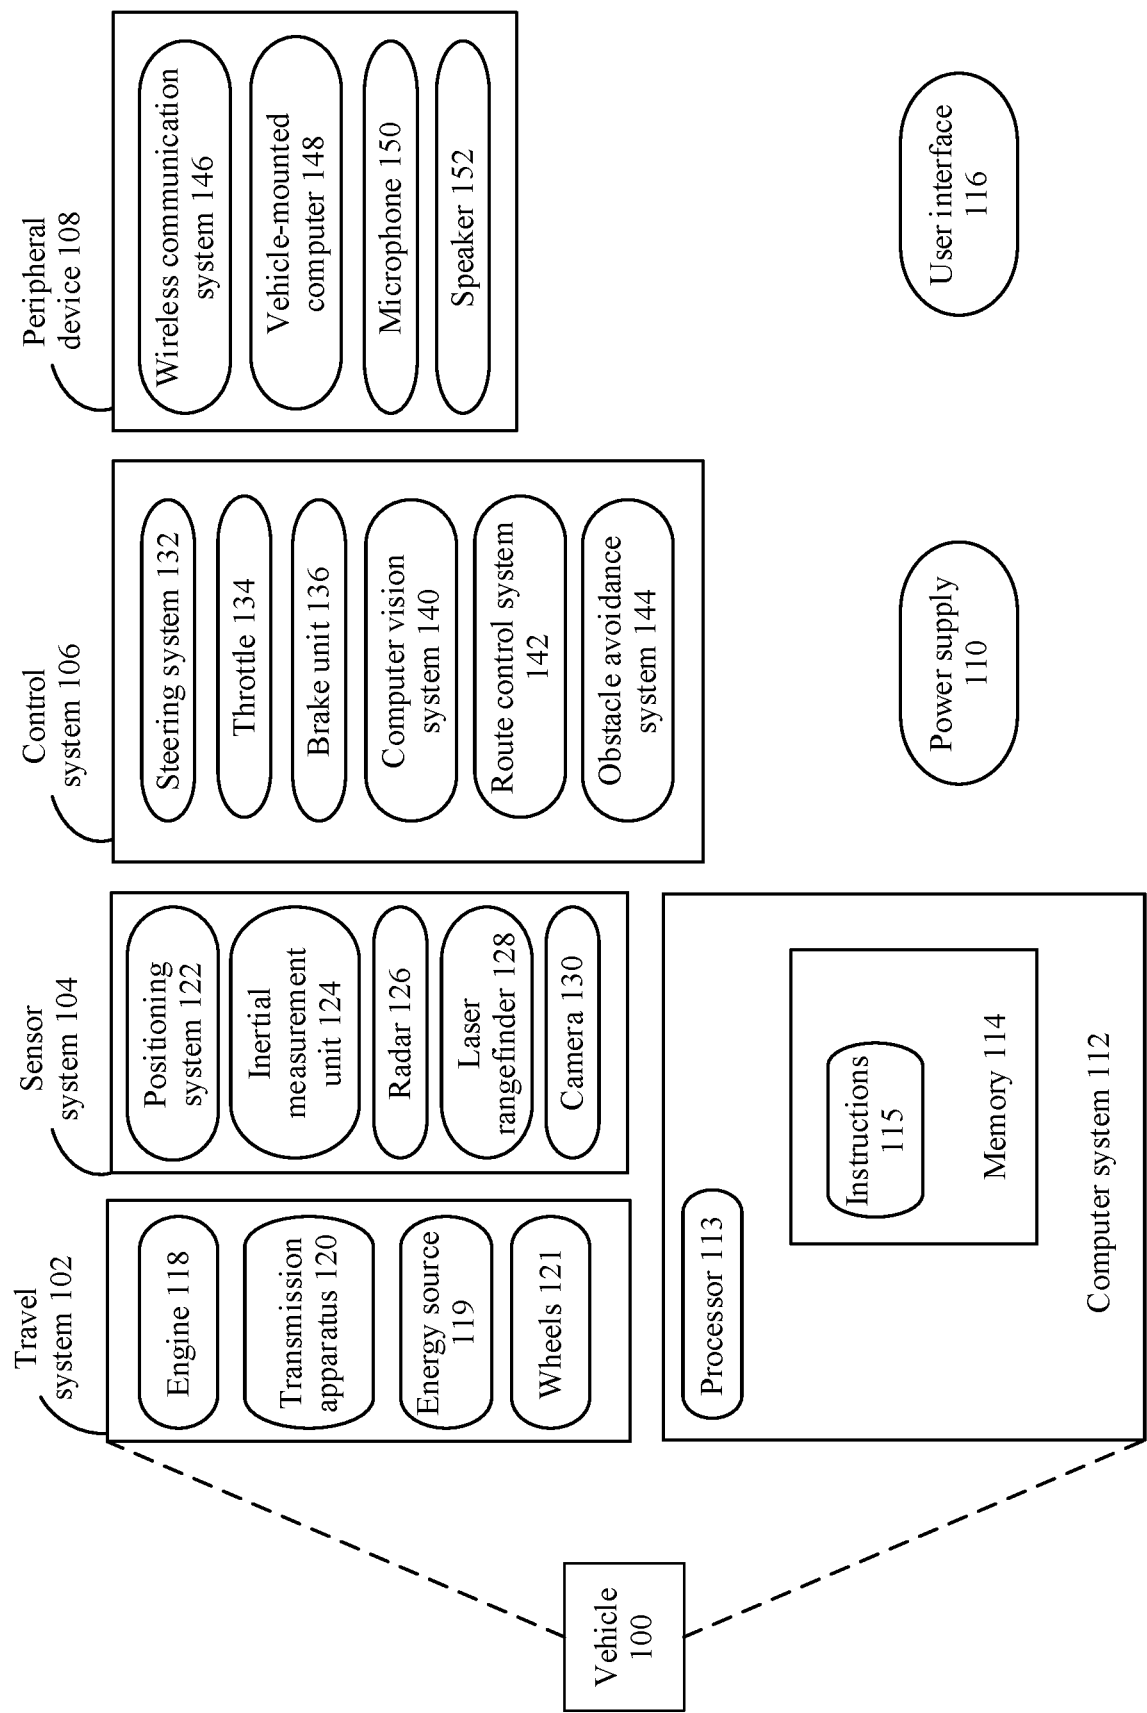 Vehicle
100
Travel
system 102
Engine 118
Transmission
apparatus 120
Energy source
119
Wheels 121
Sensor
system 104
Positioning
system 122
Inertial
measurement
unit 124
Radar 126
Laser
rangefinder 128
Camera 130
Control
system 106
Steering system 132
Throttle 134
Brake unit 136
Computer vision
system 140
Route control system
142
Obstacle avoidance
system 144
Peripheral
device 108
Wireless communication
system 146
Vehicle-mounted
computer 148
Microphone 150
Speaker 152
Processor 113
Instructions
115
Memory 114
Computer system 112
Power supply
110
User interface
116